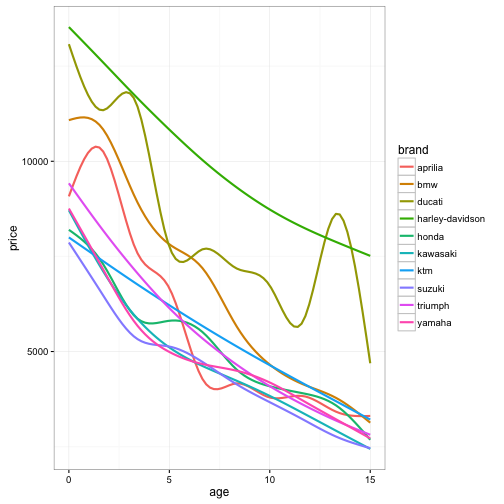 price
10000
5000
0
5
10
15
age
brand
aprilia
bmw
ducati
harley-davidson
honda
kawasaki
ktm
suzuki
triumph
yamaha